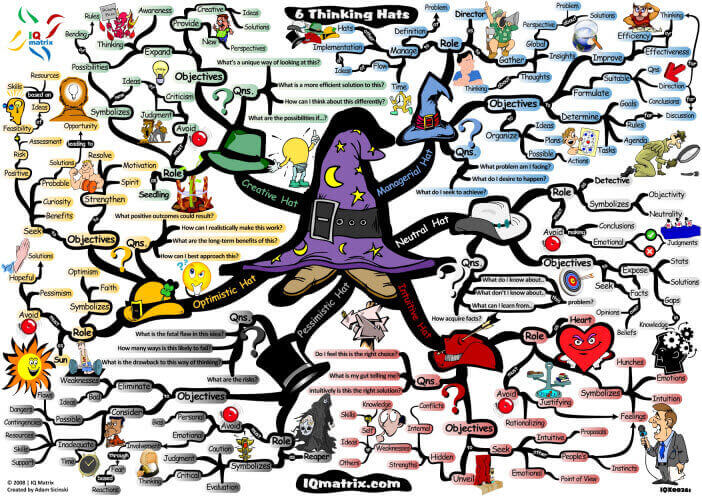 IQ
matrix
6 Thinking Hats
Rules
Awareness
Bending
Thinking
Expand
Provide
Creative
Ideas
New
Solutions
Perspectives
Possibilities
Objectives
Ideas
Criticism
Symbolizes
Judgment
Avoid
Role
Seedling
Qns.
What's a unique way of looking at this?
What is a more efficient solution to this?
How can I think about this differently?
What are the possibilities if...
Creative Hat
Hats
Implementation
Ideas
Flow
Manage
Definition
Problem
Time
Role
Director
Thinking
Gather
Global
Perspective
Problem
Solutions
Insights
Thoughts
Improve
Efficiency
Thinking
Effectiveness
Objectives
Formulate
Suitable
Qns
Direction
Conclusions
for
Discussion
Determine
Goals
Rules
Agenda
Organize
Ideas
Plans
Possible
Actions
Tasks
Qns.
What problem am I facing?
What do I desire to happen?
What do I seek to achieve?
Managerial Hat
Skills
Resources
based on
Ideas
Feasibility
Opportunity
Assessment
leading to
Risk
Positive
Solutions
Probable
Resolve
Motivation
Spirit
Strengthen
Curiosity
Benefits
Seek
Objectives
Qns.
What positive outcomes could result?
How can I realistically make this work?
What are the long-term benefits of this?
How can I best approach this?
Optimistic Hat
Solutions
Hopeful
Optimism
Pessimism
Faith
Avoid
Symbolizes
Role
Sun
Neutral Hat
Role
Detective
Symbolizes
Objectivity
Neutrality
Avoid
making
Conclusions
Emotional
Judgments
Objectives
Seek
Expose
Stats
Solutions
Facts
Gaps
Opinions
Beliefs
Knowledge
Qns.
What do I know about..
What don't I know about..
What can I learn from..
this
problem?
How acquire facts?
Pessimistic Hat
Qns.
What is the fatal flaw in this idea?
How many ways is this likely to fail?
What is the drawback to this way of thinking?
What are the risks?
Objectives
Eliminate
Weaknesses
Ideas
Bad
Flaws
Consider
Possible
Dangers
Contingencies
Resources
Skills
Support
Inadequate
Time
Involvement
through
Fear
Thinking
based on
Reactions
Bias
Personal
Emotional
Avoid
Caution
Judgment
Critical
Evaluation
Symbolizes
Role
Reaper
Intuitive Hat
Do I feel this is the right choice?
What is my gut telling me?
Intuitively is this the right solution?
Qns.
Role
Heart
Avoid
Justifying
Rationalizing
Symbolizes
Hunches
Emotions
Intuition
Feelings
Objectives
Seek
Intuitive
Proposals
People's
Instincts
Emotions
Point of View
Unveil
Hidden
Conflicts
Internal
Knowledge
Skills
Self
Ideas
Weaknesses
Others
Strengths
© 2008 | IQ Matrix
Created by Adam Sicinski
IQmatrix.com